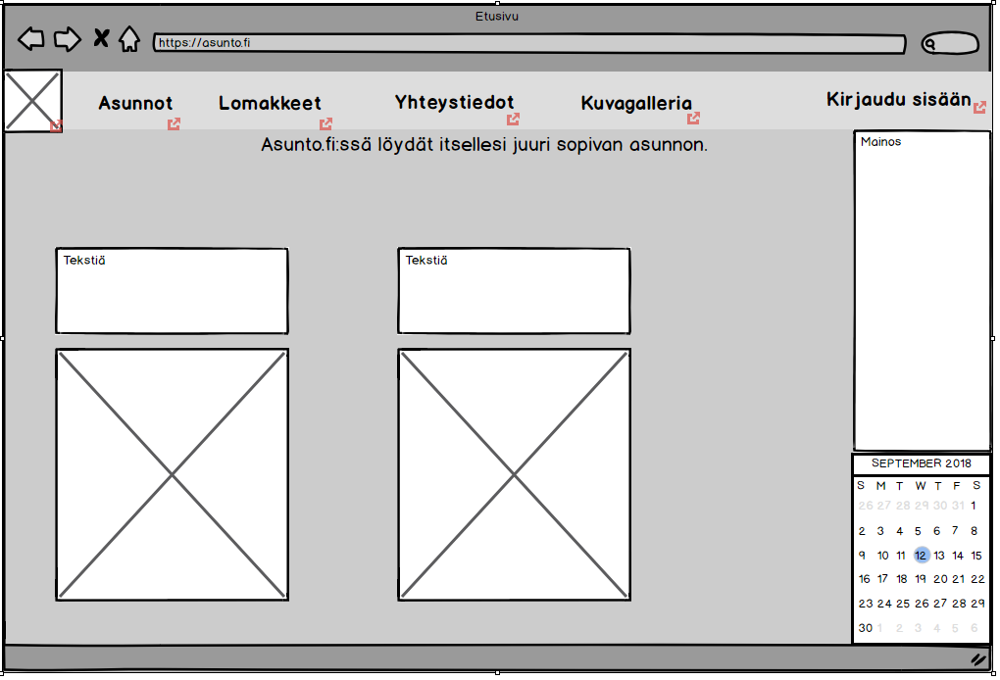 Etusivu
https://asunto.fi
Asunnot Lomakkeet Yhteystiedot Kuvagalleria Kirjaudu sisään
Asunto.fi:ssä löydät itsellesi juuri sopivan asunnon.
Mainos
Tekstiä Tekstiä
SEPTEMBER 2018
S M T W T F S
26 27 28 29 30 31 1
2 3 4 5 6 7 8
9 10 11 12 13 14 15
16 17 18 19 20 21 22
23 24 25 26 27 28 29
30 1 2 3 4 5 6